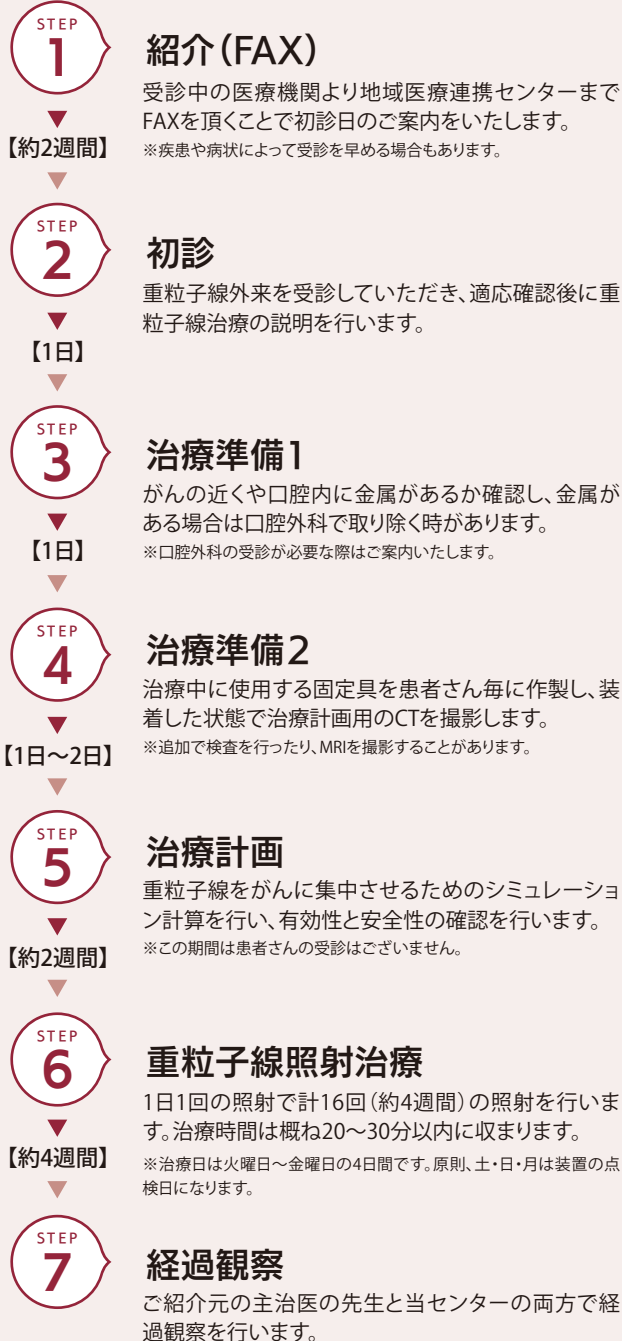 STEP
1
紹介(FAX)
受診中の医療機関より地域医療連携センターまで
FAXを頂くことで初診日のご案内をいたします。
※疾患や病状によって受診を早める場合もあります。
▼
【約2週間】
▼
STEP
2
初診
重粒子線外来を受診していただき、適応確認後に重
粒子線治療の説明を行います。
▼
【1日】
▼
STEP
3
治療準備1
がんの近くや口腔内に金属があるか確認し、金属が
ある場合は口腔外科で取り除く時があります。
※口腔外科の受診が必要な際はご案内いたします。
▼
【1日】
▼
STEP
4
治療準備2
治療中に使用する固定具を患者さん毎に作製し、装
着した状態で治療計画用のCTを撮影します。
※追加で検査を行ったり、MRIを撮影することがあります。
▼
【1日〜2日】
▼
STEP
5
治療計画
重粒子線をがんに集中させるためのシミュレーショ
ン計算を行い、有効性と安全性の確認を行います。
※この期間は患者さんの受診はございません。
▼
【約2週間】
▼
STEP
6
重粒子線照射治療
1日1回の照射で計16回(約4週間)の照射を行いま
す。治療時間は概ね20〜30分以内に収まります。
※治療日は火曜日〜金曜日の4日間です。原則、土・日・月は装置の点
検日になります。
▼
【約4週間】
▼
STEP
7
経過観察
ご紹介元の主治医の先生と当センターの両方で経
過観察を行います。